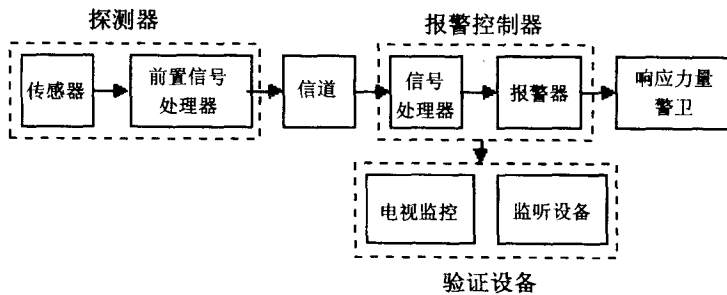 探测器
报警控制器
传感器
前置信号
处理器
信道
信号
处理器
报警器
响应力量
警卫
电视监控
监听设备
验证设备